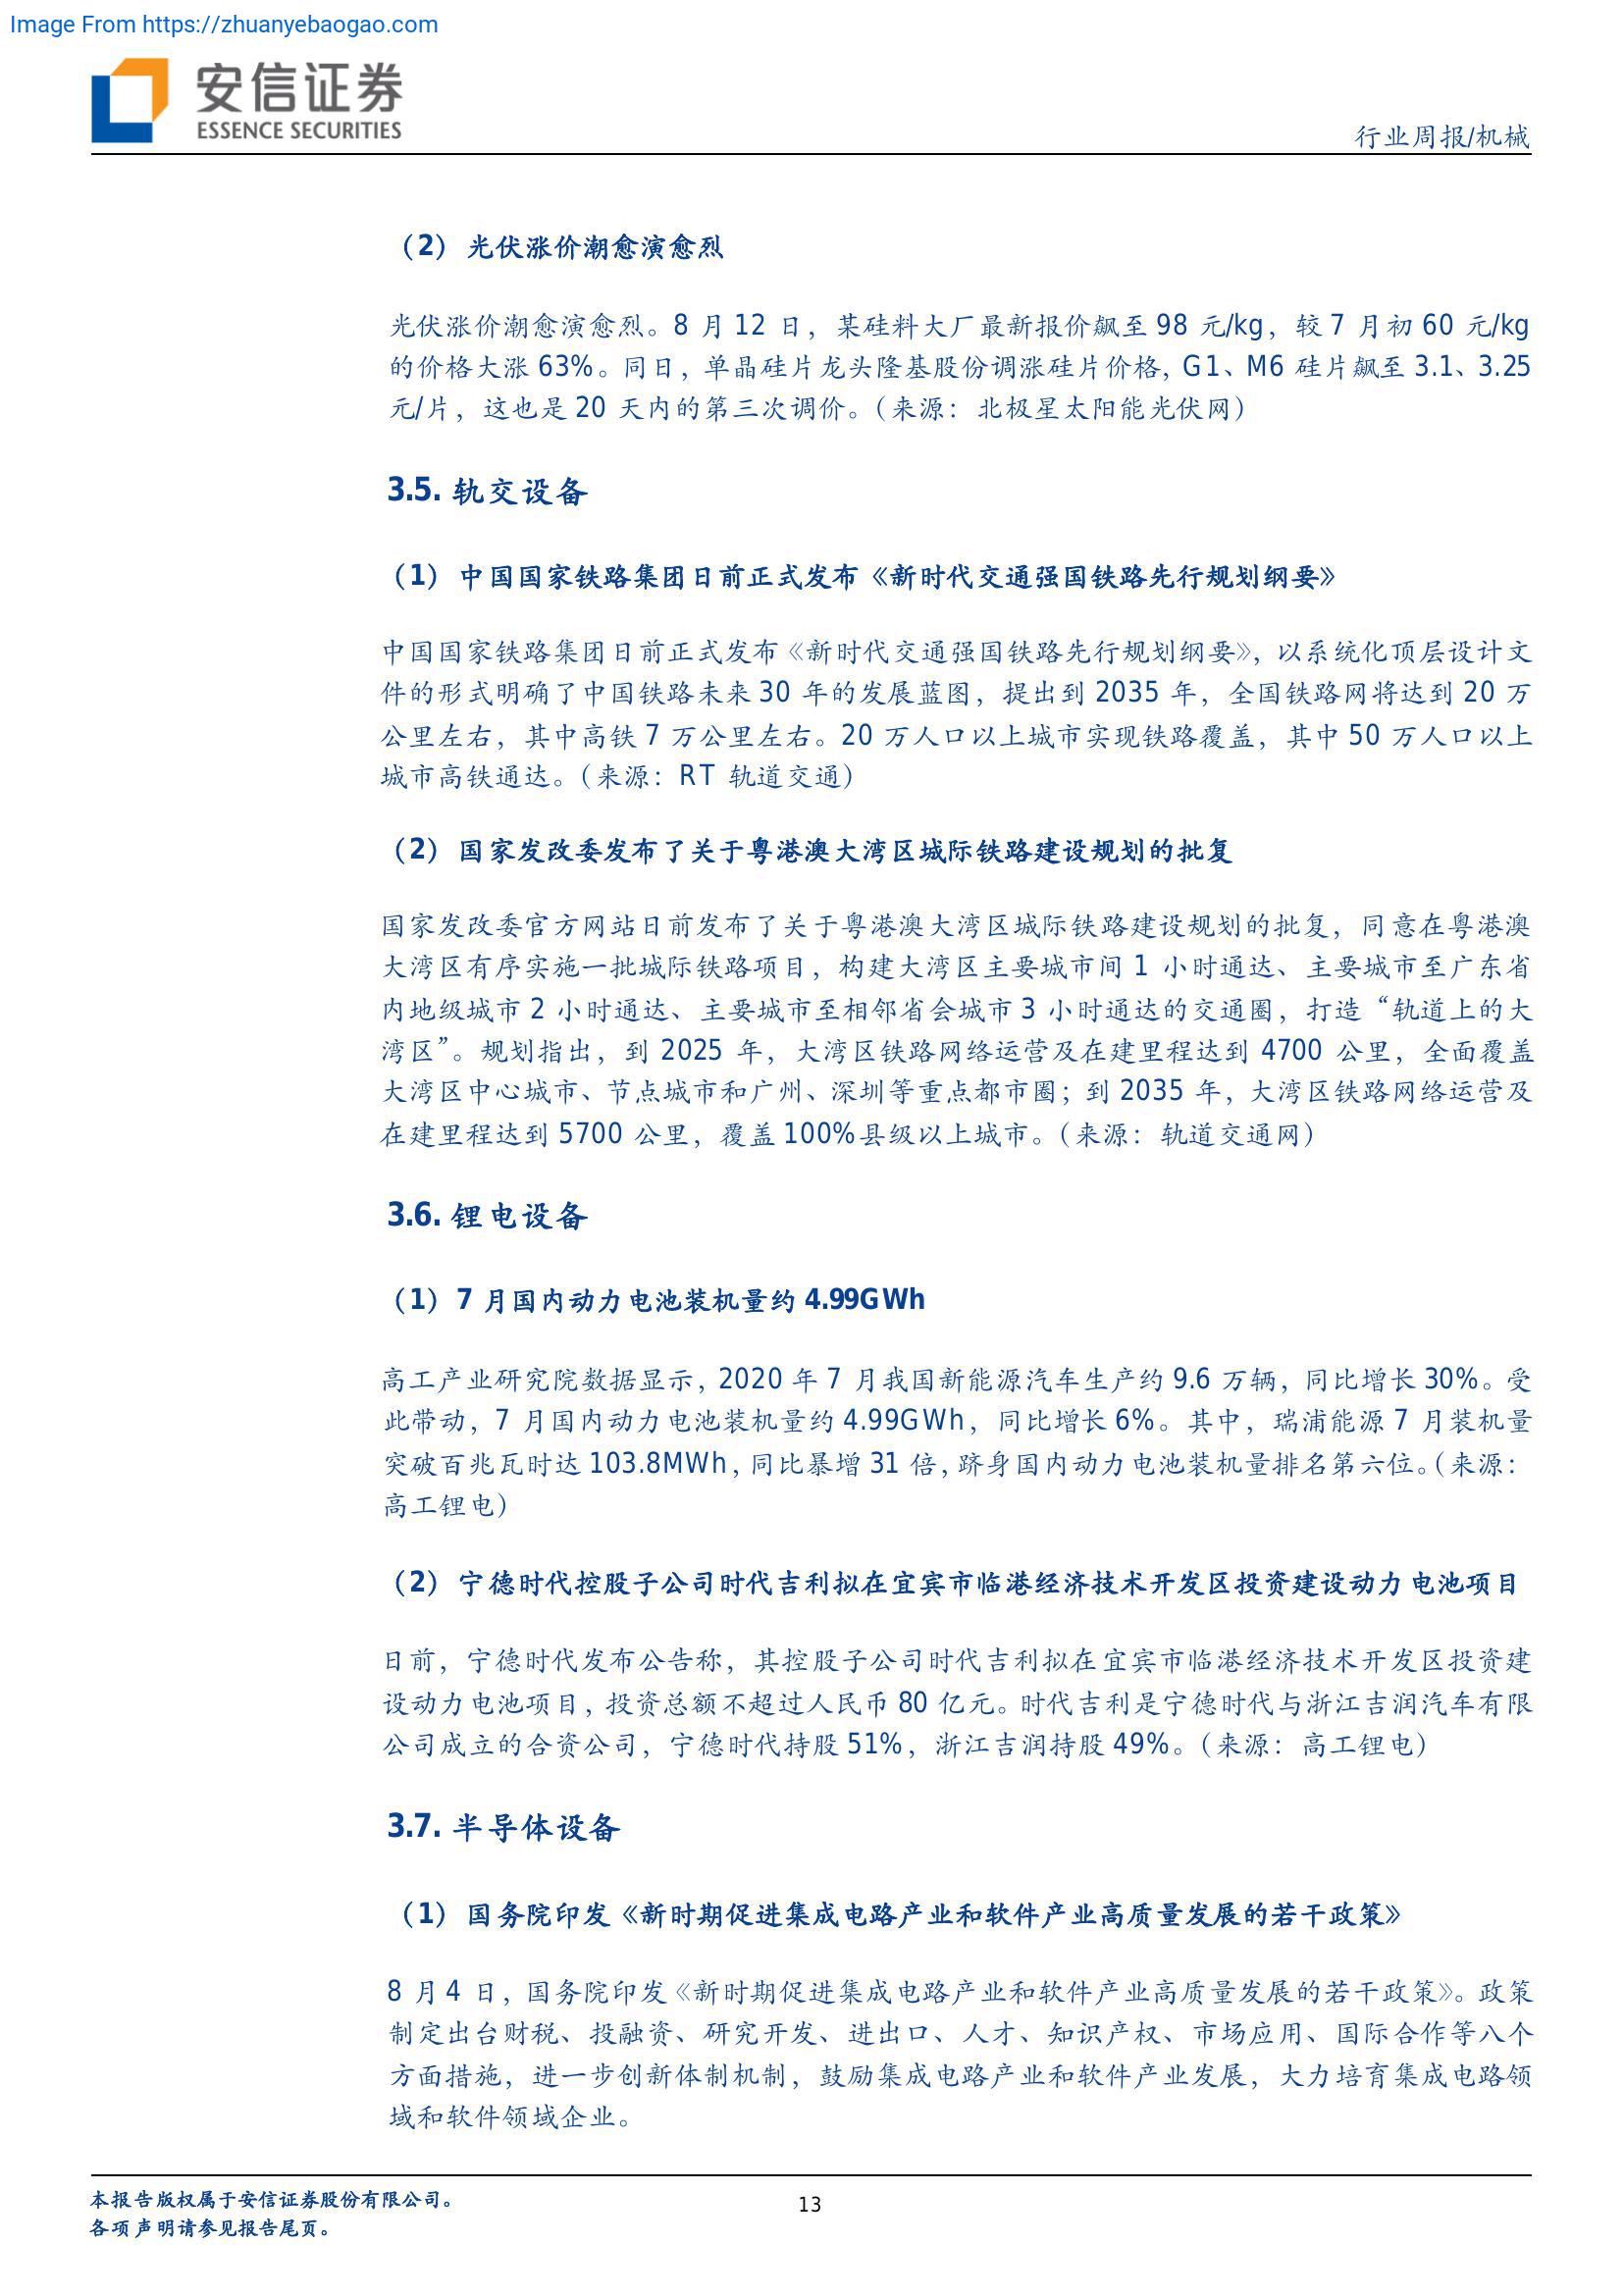 Image From https://zhuanyebaogao.com
安信证券
ESSENCE SECURITIES
行业周报/机械
（2）光伏涨价潮愈演愈烈
光伏涨价潮愈演愈烈。8 月 12 日，某硅料大厂最新报价飙至 98 元/kg，较 7 月初 60 元/kg
的价格大涨 63%。同日，单晶硅片龙头隆基股份调涨硅片价格，G1、M6 硅片飙至 3.1、3.25
元/片，这也是 20 天内的第三次调价。（来源：北极星太阳能光伏网）
3.5. 轨交设备
（1）中国国家铁路集团日前正式发布《新时代交通强国铁路先行规划纲要》
中国国家铁路集团日前正式发布《新时代交通强国铁路先行规划纲要》，以系统化顶层设计文
件的形式明确了中国铁路未来 30 年的发展蓝图，提出到 2035 年，全国铁路网将达到 20 万
公里左右，其中高铁 7 万公里左右。20 万人口以上城市实现铁路覆盖，其中 50 万人口以上
城市高铁通达。（来源：RT 轨道交通）
（2）国家发改委发布了关于粤港澳大湾区城际铁路建设规划的批复
国家发改委官方网站日前发布了关于粤港澳大湾区城际铁路建设规划的批复，同意在粤港澳
大湾区有序实施一批城际铁路项目，构建大湾区主要城市间 1 小时通达、主要城市至广东省
内地级城市 2 小时通达、主要城市至相邻省会城市 3 小时通达的交通圈，打造“轨道上的大
湾区”。规划指出，到 2025 年，大湾区铁路网络运营及在建里程达到 4700 公里，全面覆盖
大湾区中心城市、节点城市和广州、深圳等重点都市圈；到 2035 年，大湾区铁路网络运营及
在建里程达到 5700 公里，覆盖 100%县级以上城市。（来源：轨道交通网）
3.6. 锂电设备
（1）7 月国内动力电池装机量约 4.99GWh
高工产业研究院数据显示，2020 年 7 月我国新能源汽车生产约 9.6 万辆，同比增长 30%。受
此带动，7 月国内动力电池装机量约 4.99GWh，同比增长 6%。其中，瑞浦能源 7 月装机量
突破百兆瓦时达 103.8MWh，同比暴增 31 倍，跻身国内动力电池装机量排名第六位。（来源：
高工锂电）
（2）宁德时代控股子公司时代吉利拟在宜宾市临港经济技术开发区投资建设动力电池项目
日前，宁德时代发布公告称，其控股子公司时代吉利拟在宜宾市临港经济技术开发区投资建
设动力电池项目，投资总额不超过人民币 80 亿元。时代吉利是宁德时代与浙江吉润汽车有限
公司成立的合资公司，宁德时代持股 51%，浙江吉润持股 49%。（来源：高工锂电）
3.7. 半导体设备
（1）国务院印发《新时期促进集成电路产业和软件产业高质量发展的若干政策》
8 月 4 日，国务院印发《新时期促进集成电路产业和软件产业高质量发展的若干政策》。政策
制定出台财税、投融资、研究开发、进出口、人才、知识产权、市场应用、国际合作等八个
方面措施，进一步创新体制机制，鼓励集成电路产业和软件产业发展，大力培育集成电路领
域和软件领域企业。
本报告版权属于安信证券股份有限公司。
各项声明请参见报告尾页。
13